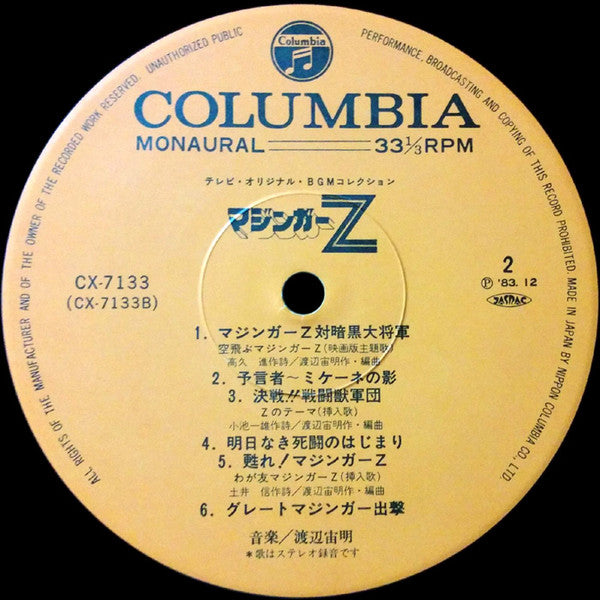 ALL RIGHTS OF THE MANUFACTURER AND OF THE OWNER OF THE RECORDED WORK RESERVED. UNAUTHORIZED PUBLIC PERFORMANCE, BROADCASTING AND COPYING OF THIS RECORD PROHIBITED. MADE IN JAPAN BY NIPPON COLUMBIA CO., LTD.
Columbia
COLUMBIA
MONAURAL 33⅓RPM
テレビ・オリジナル・BGMコレクション
マジンガーZ
CX-7133
(CX-7133B)
2
Ⓟ '83. 12
JASRAC
1. マジンガーZ対暗黒大将軍
空飛ぶマジンガーZ(映画版主題歌)
高久 進作詩/渡辺宙明作・編曲
2. 予言者~ミケーネの影
3. 決戦!!戦闘獣軍団
Zのテーマ(挿入歌)
小池一雄作詩/渡辺宙明作・編曲
4. 明日なき死闘のはじまり
5. 甦れ!マジンガーZ
わが友マジンガーZ(挿入歌)
土井 信作詩/渡辺宙明作・編曲
6. グレートマジンガー出撃
音楽/渡辺宙明
*歌はステレオ録音です